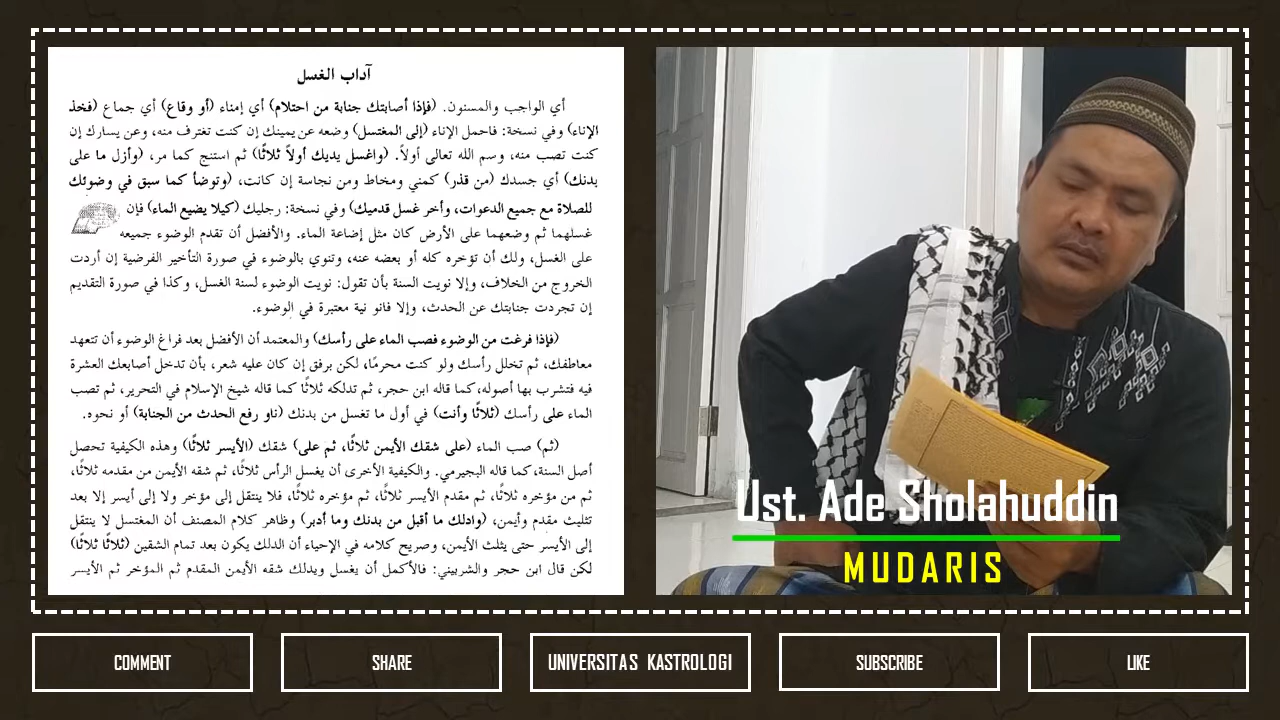 آداب الغسل
أي الواجب والمسنون. (فإذا أصابتك جنابة من احتلام) أي إمناء (أو وقاع) أي جماع (فخذ
الإناء) وفي نسخة: فاحمل الإناء (إلى المغتسل) وضعه عن يمينك إن كنت تغترف منه، وعن يسارك إن
كنت تصب منه، وسم الله تعالى أولاً. (واغسل يديك أولاً ثلاثًا) ثم استنج كما مر، (وأزل ما على
بدنك) أي جسدك (من قذر) كمني ومخاط ومن نجاسة إن كانت، (وتوضأ كما سبق في وضوئك
للصلاة مع جميع الدعوات، وأخر غسل قدميك) وفي نسخة: رجليك (كيلا يضيع الماء) فإن
غسلهما ثم وضعهما على الأرض كان مثل إضاعة الماء. والأفضل أن تقدم الوضوء جميعه
على الغسل، ولك أن تؤخره كله أو بعضه عنه، وتنوي بالوضوء في صورة التأخير الفرضية إن أردت
الخروج من الخلاف، وإلا نويت السنة بأن تقول: نويت الوضوء لسنة الغسل، وكذا في صورة التقديم
إن تجردت جنابتك عن الحدث، وإلا فانو نية معتبرة في الوضوء.
(فإذا فرغت من الوضوء فصب الماء على رأسك) والمعتمد أن الأفضل بعد فراغ الوضوء أن تتعهد
معاطفك، ثم تخلل رأسك ولو كنت محرمًا، لكن برفق إن كان عليه شعر، بأن تدخل أصابعك العشرة
فيه فتشرب بها أصوله، كما قاله ابن حجر، ثم تدلكه ثلاثًا كما قاله شيخ الإسلام في التحرير، ثم تصب
الماء على رأسك (ثلاثًا وأنت) في أول ما تغسل من بدنك (ناو رفع الحدث من الجنابة) أو نحوه.
(ثم) صب الماء (على شقك الأيمن ثلاثًا، ثم على) شقك (الأيسر ثلاثًا) وهذه الكيفية تحصل
أصل السنة، كما قاله البجيرمي. والكيفية الأخرى أن يغسل الرأس ثلاثًا، ثم شقه الأيمن من مقدمه ثلاثًا،
ثم من مؤخره ثلاثًا، ثم مقدم الأيسر ثلاثًا، ثم مؤخره ثلاثًا، فلا ينتقل إلى مؤخر ولا إلى أيسر إلا بعد
تثليث مقدم وأيمن، (وادلك ما أقبل من بدنك وما أدبر) وظاهر كلام المصنف أن المغتسل لا ينتقل
إلى الأيسر حتى يثلث الأيمن، وصريح كلامه في الإحياء أن الدلك يكون بعد تمام الشقين (ثلاثًا ثلاثًا)
لكن قال ابن حجر والشربيني: فالأكمل أن يغسل ويدلك شقه الأيمن المقدم ثم المؤخر ثم الأيسر
Ust. Ade Sholahuddin
MUDARIS
COMMENT
SHARE
UNIVERSITAS KASTROLOGI
SUBSCRIBE
LIKE